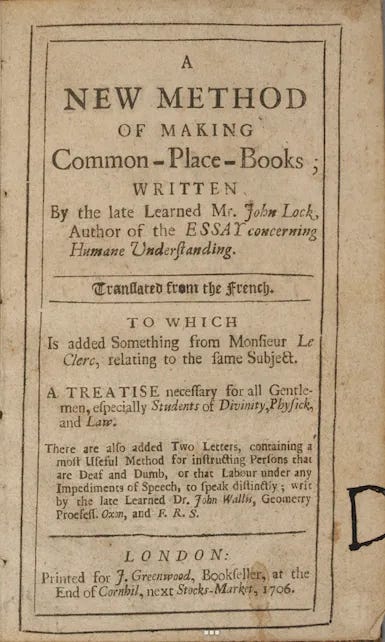 A
NEW METHOD
OF MAKING
Common-Place-Books;
WRITTEN
By the late Learned Mr. John Lock,
Author of the ESSAY concerning
Humane Underſtanding.
Tranſlated from the French.
TO WHICH
Is added Something from Monſieur Le
Clerc, relating to the ſame Subject.
A TREATISE neceſſary for all Gentle-
men, eſpecially Students of Divinity, Phyſick,
and Law.
There are alſo added Two Letters, containing a
moſt Uſeful Method for inſtructing Perſons that
are Deaf and Dumb, or that Labour under any
Impediments of Speech, to ſpeak diſtinctly; writ
by the late Learned Dr. John Wallis, Geometry
Profeſſ. Oxon, and F. R. S.
LONDON:
Printed for J. Greenwood, Bookſeller, at the
End of Cornhil, next Stocks-Market, 1706.
D